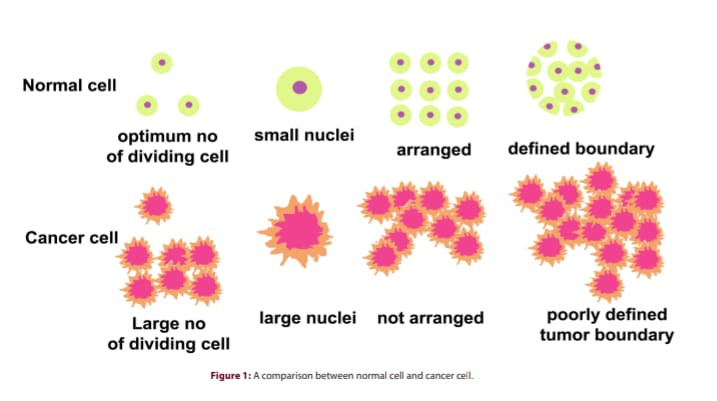 Normal cell
optimum no
of dividing cell
small nuclei
arranged
defined boundary
Cancer cell
Large no
of dividing cell
large nuclei
not arranged
poorly defined
tumor boundary
Figure 1: A comparison between normal cell and cancer cell.